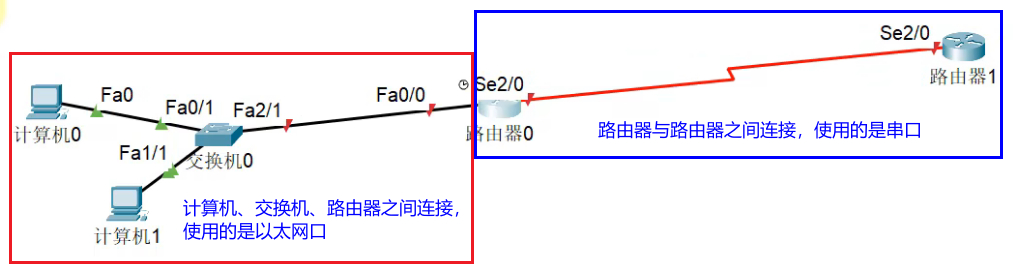 Se2/0
路由器1
Fa0
Fa0/1
Fa2/1
Fa0/0
Se2/0
计算机0
交换机0
路由器0
路由器与路由器之间连接，使用的是串口
Fa1/1
计算机1
计算机、交换机、路由器之间连接，
使用的是以太网口